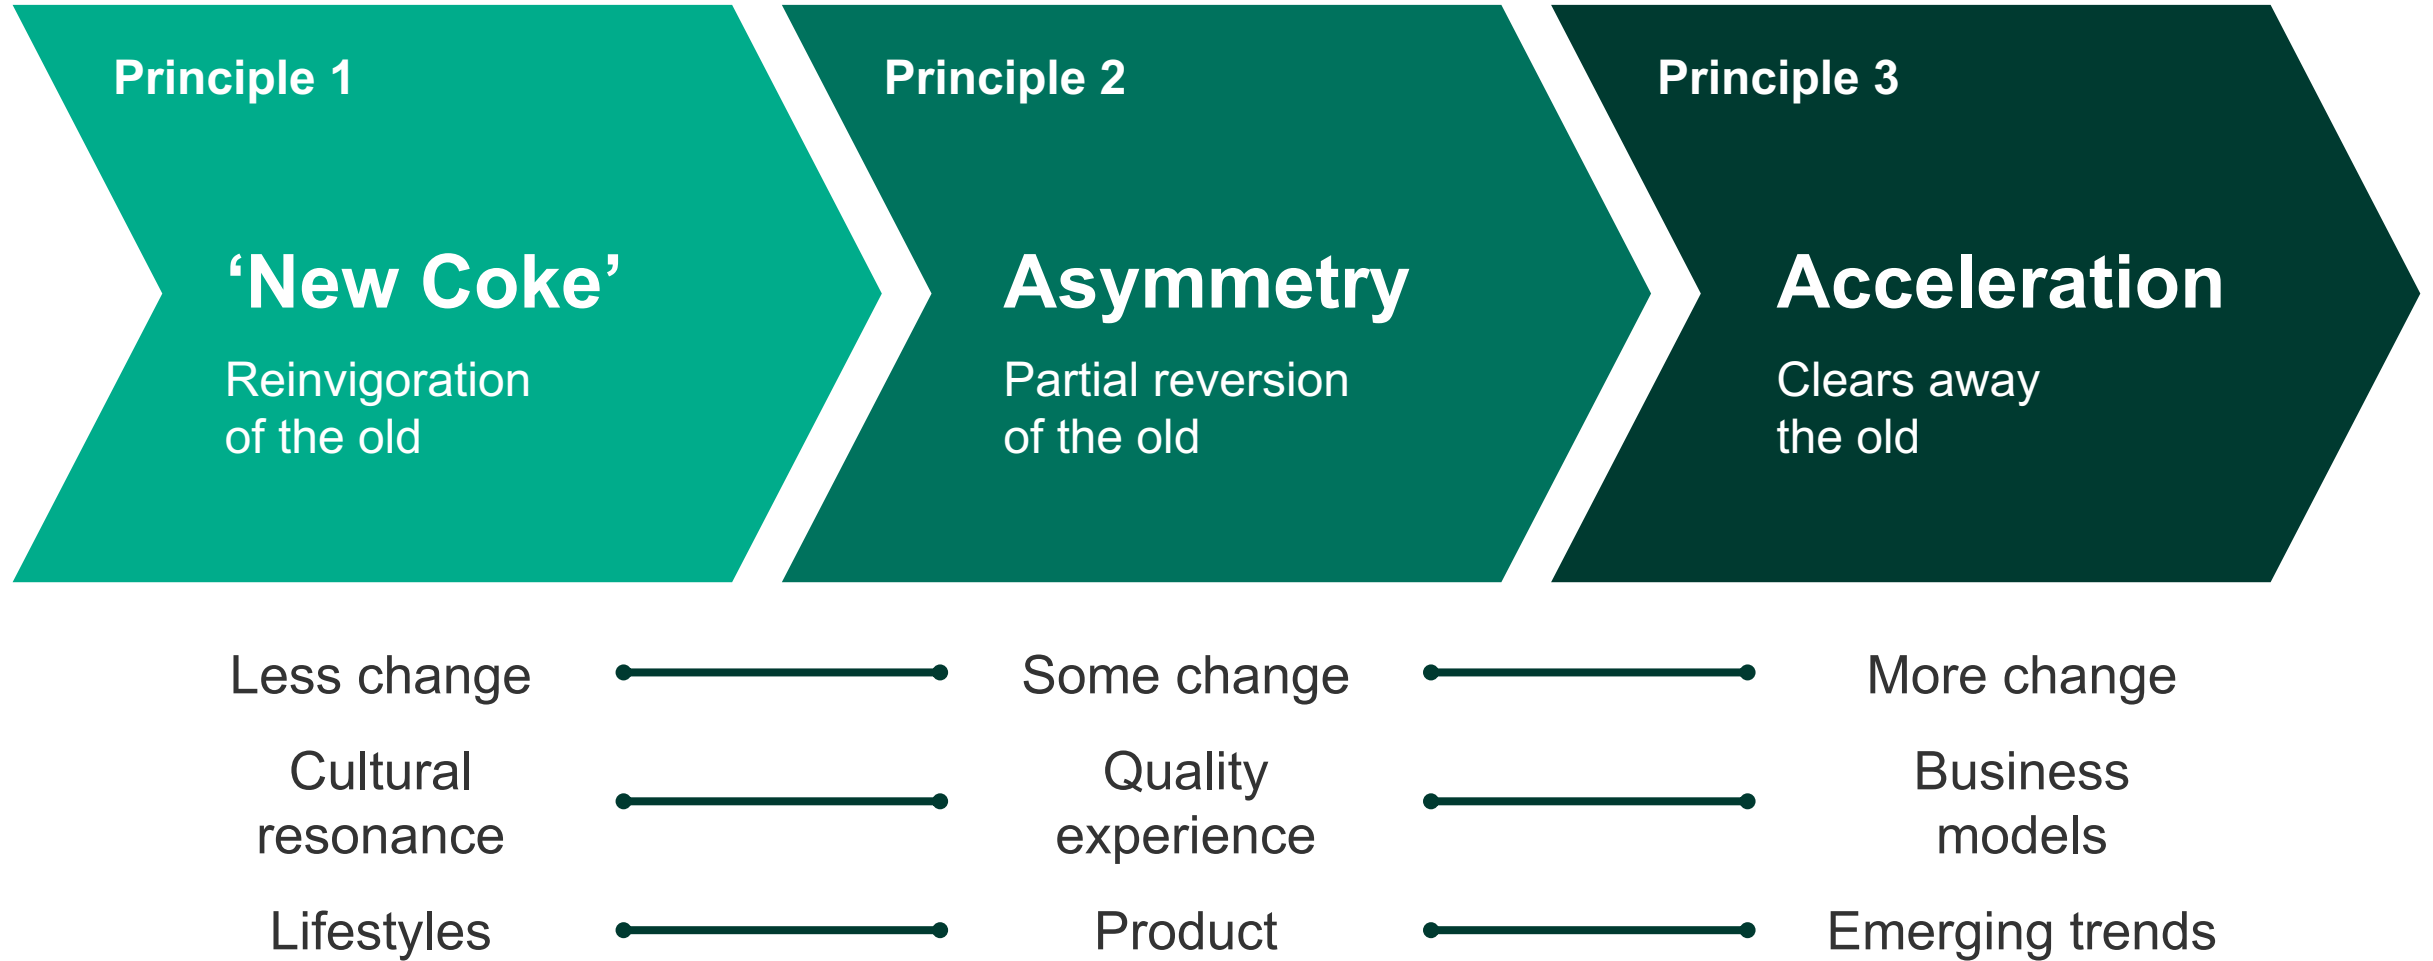 Principle 1
‘New Coke’
Reinvigoration
of the old
Principle 2
Asymmetry
Partial reversion
of the old
Principle 3
Acceleration
Clears away
the old
Less change
Some change
More change
Cultural
resonance
Quality
experience
Business
models
Lifestyles
Product
Emerging trends